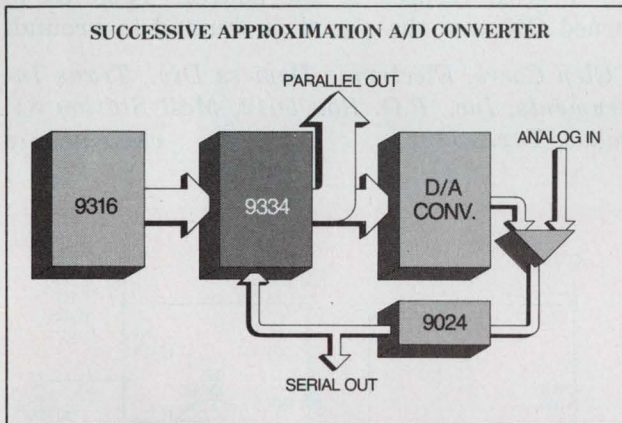 SUCCESSIVE APPROXIMATION A/D CONVERTER
PARALLEL OUT
ANALOG IN
9316
9334
D/A
CONV.
9024
SERIAL OUT